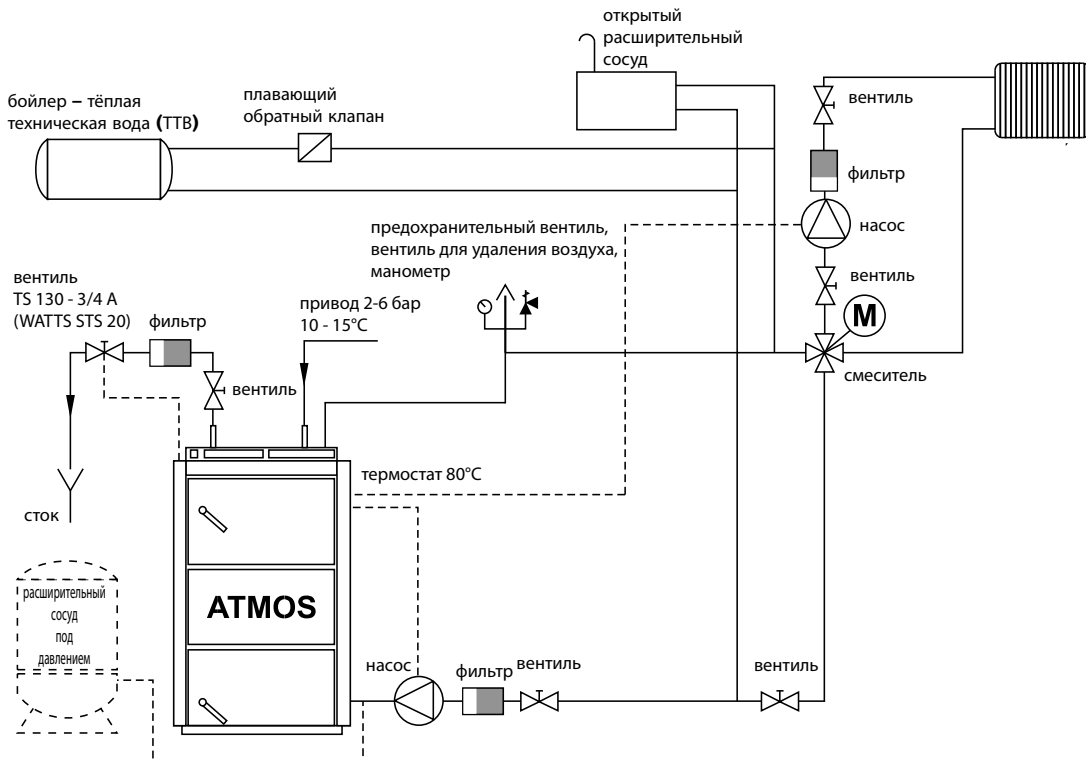 открытый
расширительный
сосуд
бойлер – тёплая
техническая вода (ТТВ)
плавающий
обратный клапан
вентиль
фильтр
насос
предохранительный вентиль,
вентиль для удаления воздуха,
манометр
вентиль
M
смеситель
вентиль
TS 130 - 3/4 A
(WATTS STS 20)
фильтр
привод 2-6 бар
10 - 15°C
вентиль
термостат 80°C
сток
расширительный
сосуд
под
давлением
ATMOS
насос
фильтр
вентиль
вентиль